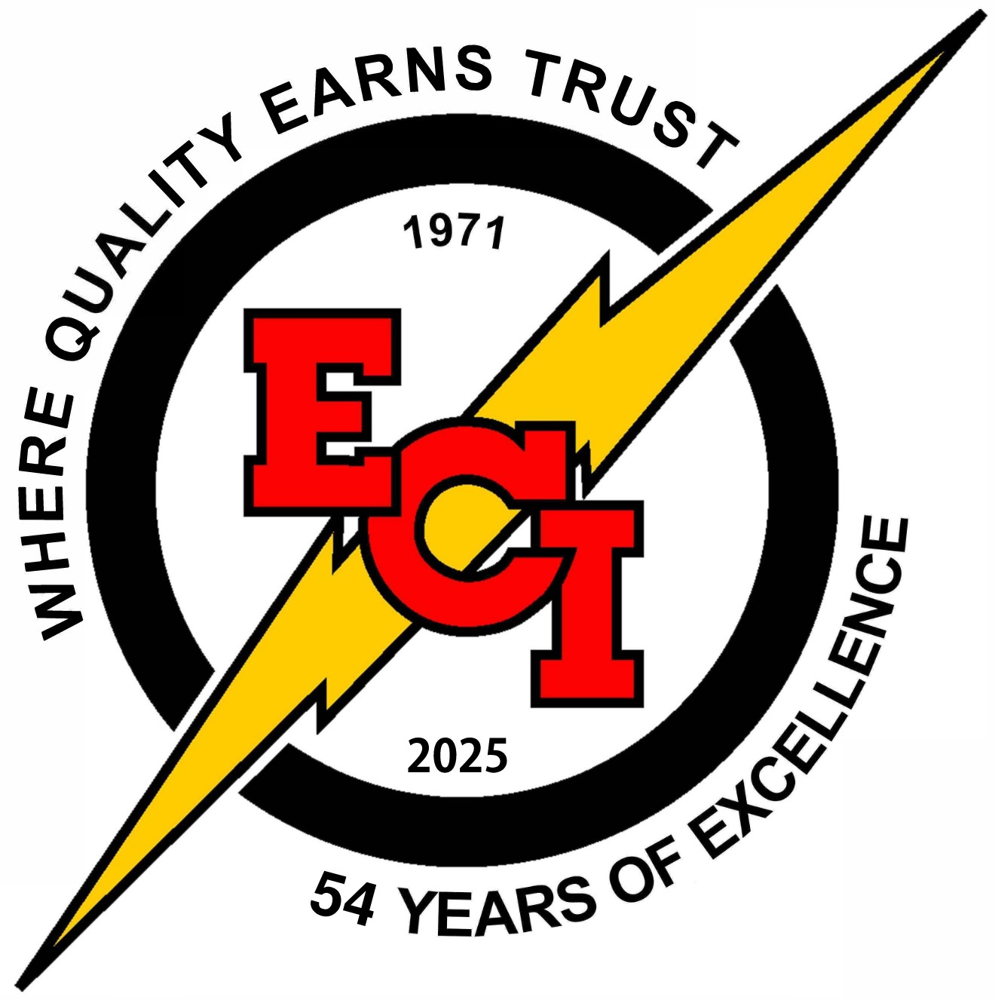 WHERE QUALITY EARNS TRUST
1971
ECI
2025
54 YEARS OF EXCELLENCE